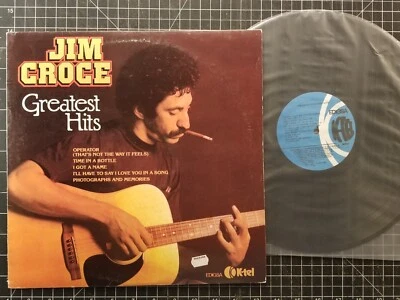 JIM
CROCE
Greatest
Hits
OPERATOR
(THAT'S NOT THE WAY IT FEELS)
TIME IN A BOTTLE
I GOT A NAME
I'LL HAVE TO SAY I LOVE YOU IN A SONG
PHOTOGRAPHS AND MEMORIES
K-tel